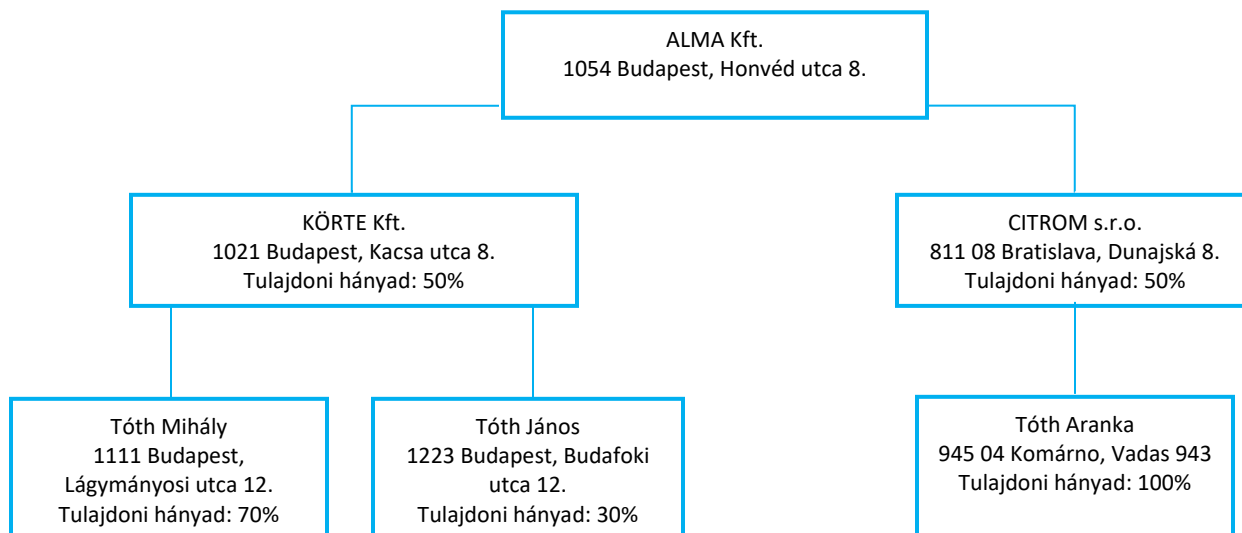 ALMA Kft.
1054 Budapest, Honvéd utca 8.
KÖRTE Kft.
1021 Budapest, Kacsa utca 8.
Tulajdoni hányad: 50%
CITROM s.r.o.
811 08 Bratislava, Dunajská 8.
Tulajdoni hányad: 50%
Tóth Mihály
1111 Budapest,
Lágymányosi utca 12.
Tulajdoni hányad: 70%
Tóth János
1223 Budapest, Budafoki
utca 12.
Tulajdoni hányad: 30%
Tóth Aranka
945 04 Komárno, Vadas 943
Tulajdoni hányad: 100%